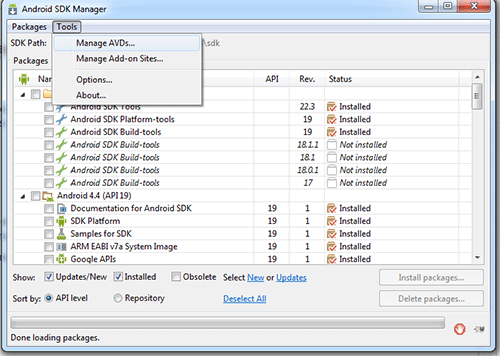 Android SDK Manager
Packages Tools
SDK Path: \sdk
Manage AVDs...
Manage Add-on Sites...
Options...
About...
Packages
API Rev. Status
Android SDK Tools 22.3 Installed
Android SDK Platform-tools 19 Installed
Android SDK Build-tools 19 Installed
Android SDK Build-tools 18.1.1 Not installed
Android SDK Build-tools 18.1 Not installed
Android SDK Build-tools 18.0.1 Not installed
Android SDK Build-tools 17 Not installed
Android 4.4 (API 19)
Documentation for Android SDK 19 1 Installed
SDK Platform 19 1 Installed
Samples for SDK 19 1 Installed
ARM EABI v7a System Image 19 1 Installed
Google APIs 19 1 Installed
Show: Updates/New Installed Obsolete Select New or Updates Install packages...
Sort by: API level Repository Deselect All Delete packages...
Done loading packages.